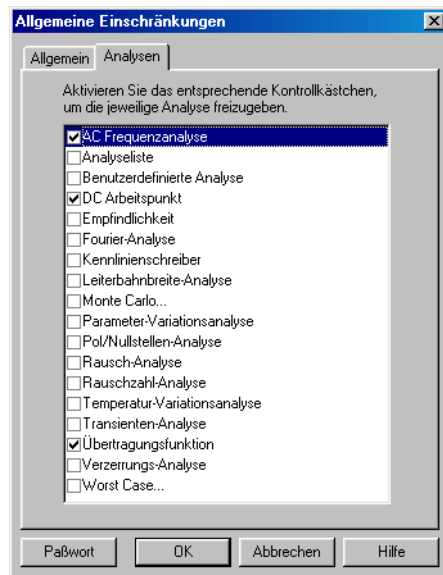 Allgemeine Einschränkungen
Allgemein Analysen
Aktivieren Sie das entsprechende Kontrollkästchen,
um die jeweilige Analyse freizugeben.
AC Frequenzanalyse
Analyseliste
Benutzerdefinierte Analyse
DC Arbeitspunkt
Empfindlichkeit
Fourier-Analyse
Kennlinienschreiber
Leiterbahnbreite-Analyse
Monte Carlo...
Parameter-Variationsanalyse
Pol/Nullstellen-Analyse
Rausch-Analyse
Rauschzahl-Analyse
Temperatur-Variationsanalyse
Transienten-Analyse
Übertragungsfunktion
Verzerrungs-Analyse
Worst Case...
Paßwort OK Abbrechen Hilfe